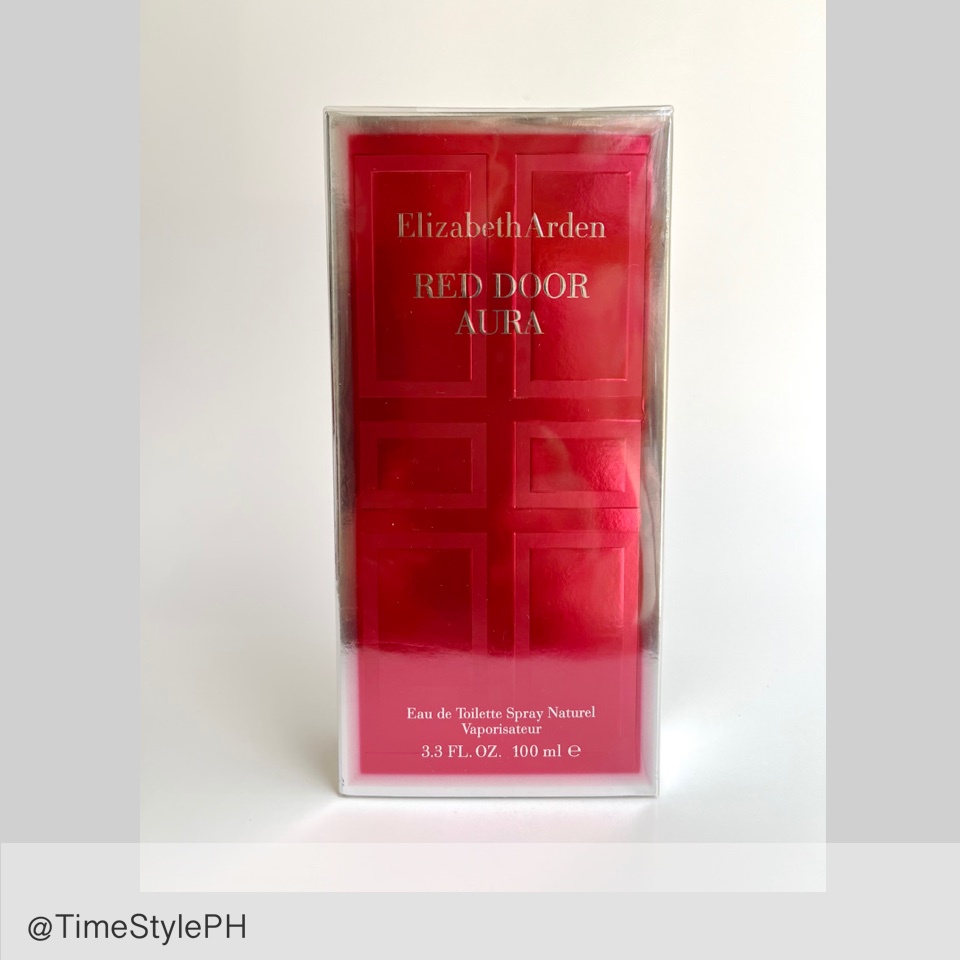 Elizabeth Arden
RED DOOR
AURA
Eau de Toilette Spray Naturel
Vaporisateur
3.3 FL. OZ. 100 ml ℮
@TimeStylePH